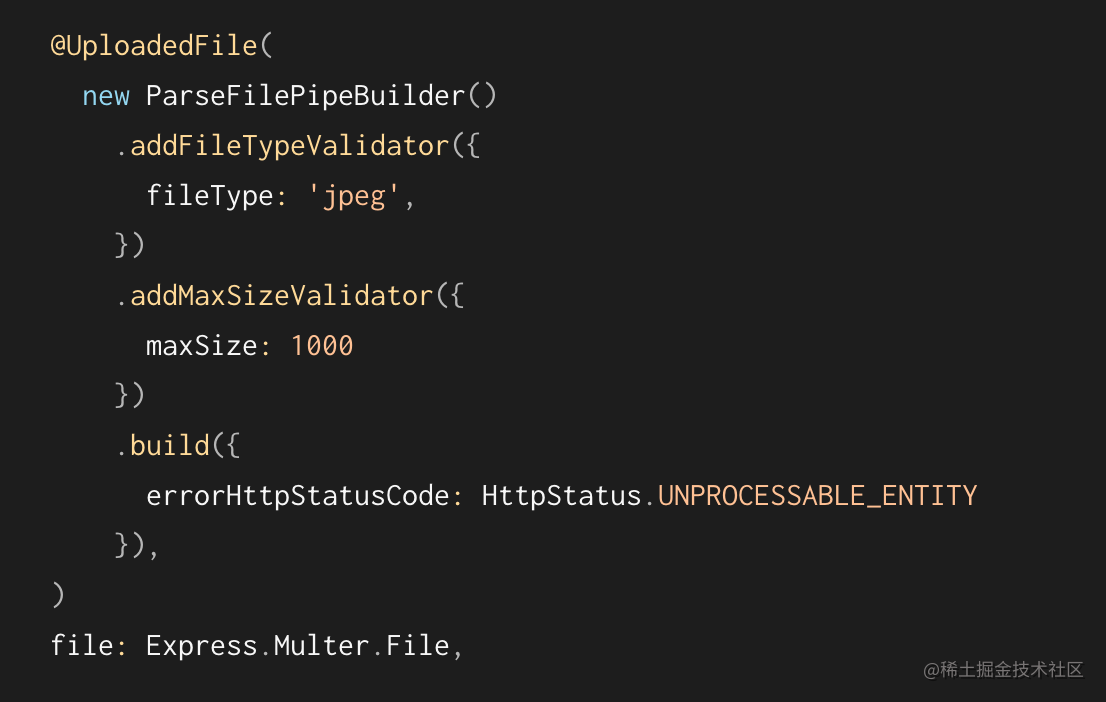 @UploadedFile(
  new ParseFilePipeBuilder()
    .addFileTypeValidator({
      fileType: 'jpeg',
    })
    .addMaxSizeValidator({
      maxSize: 1000
    })
    .build({
      errorHttpStatusCode: HttpStatus.UNPROCESSABLE_ENTITY
    }),
)
file: Express.Multer.File,
@稀土掘金技术社区